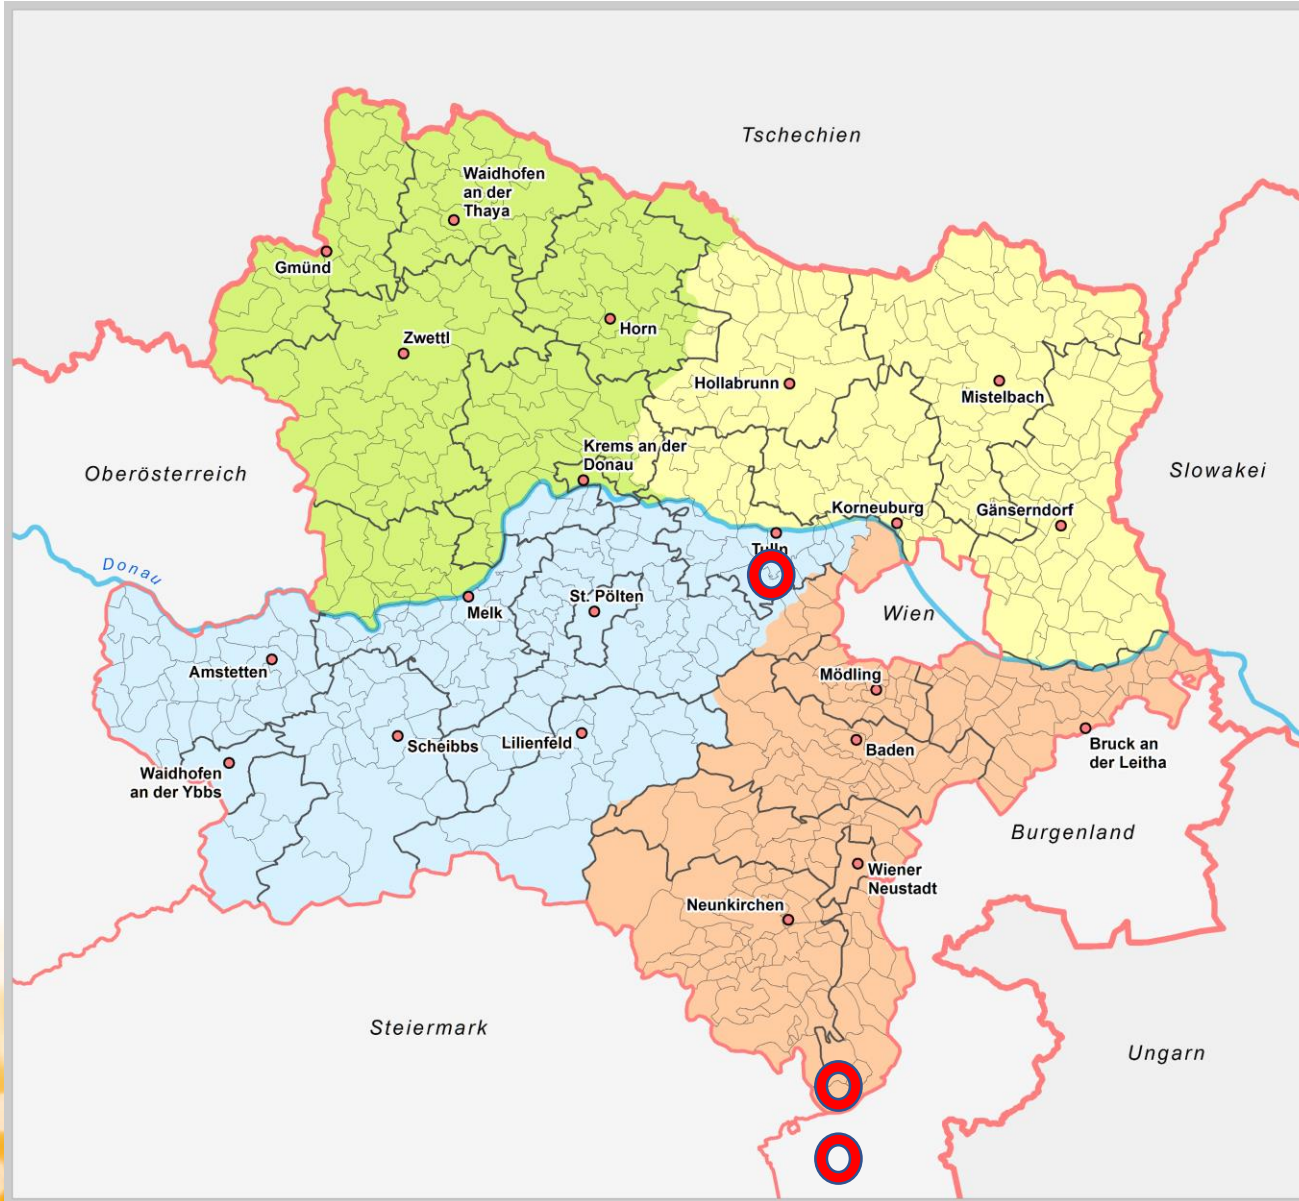 Tschechien
Waidhofen
an der
Thaya
Gmünd
Horn
Zwettl
Hollabrunn
Mistelbach
Krems an der
Donau
Oberösterreich
Slowakei
Korneuburg
Gänserndorf
Tulln
Donau
St. Pölten
Melk
Wien
Amstetten
Mödling
Scheibbs
Lilienfeld
Baden
Bruck an
der Leitha
Waidhofen
an der Ybbs
Burgenland
Wiener
Neustadt
Neunkirchen
Steiermark
Ungarn